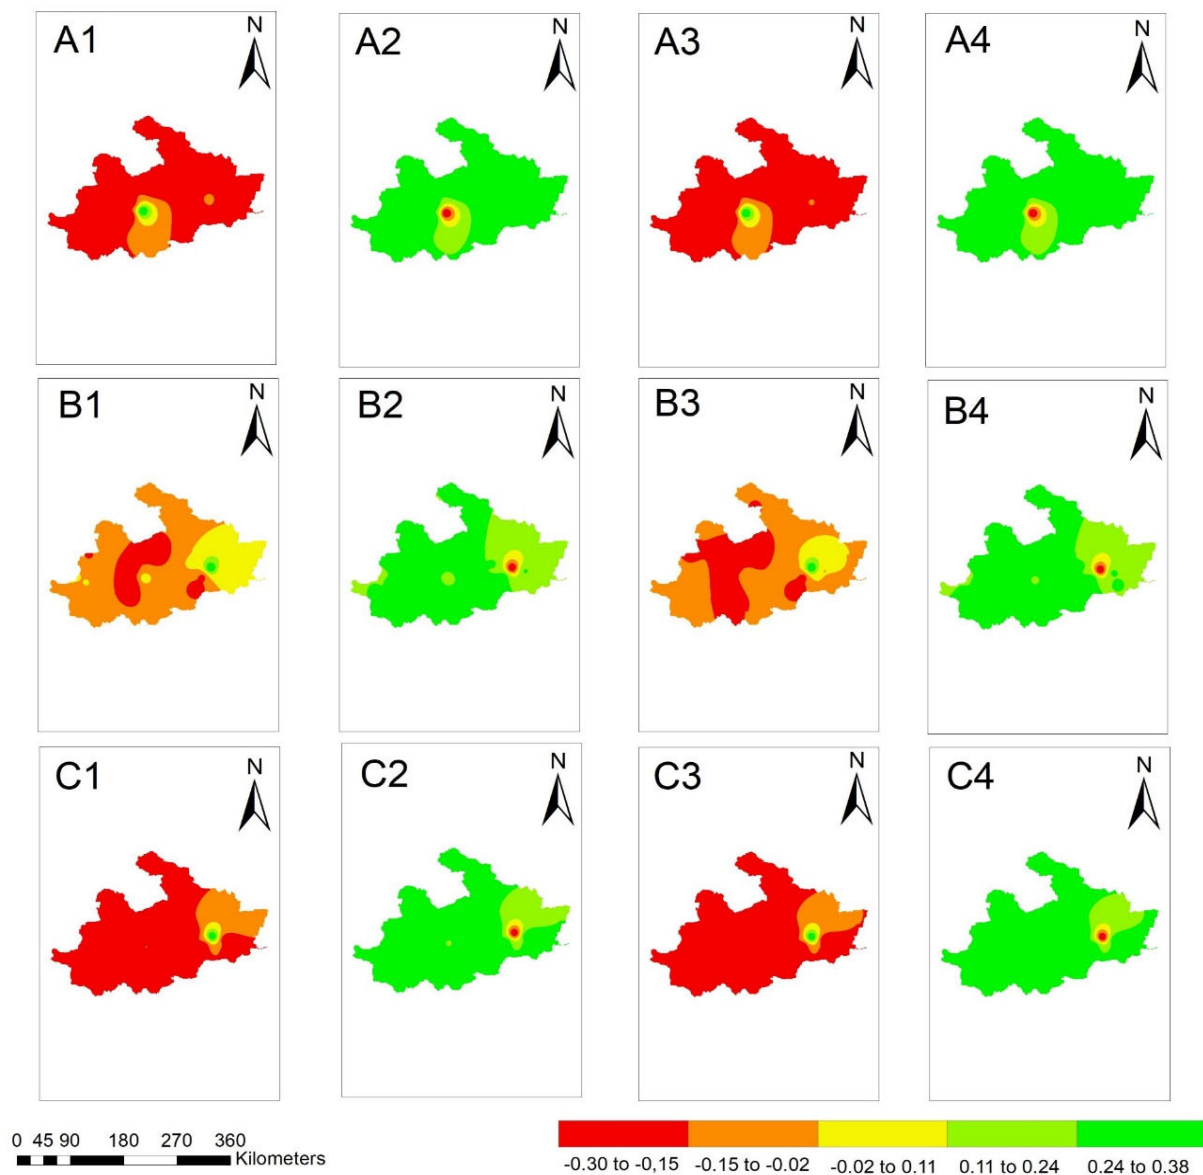 A1 N
A2 N
A3 N
A4 N
B1 N
B2 N
B3 N
B4 N
C1 N
C2 N
C3 N
C4 N
0 45 90 180 270 360
Kilometers
-0.30 to -0,15 -0.15 to -0.02 -0.02 to 0.11 0.11 to 0.24 0.24 to 0.38